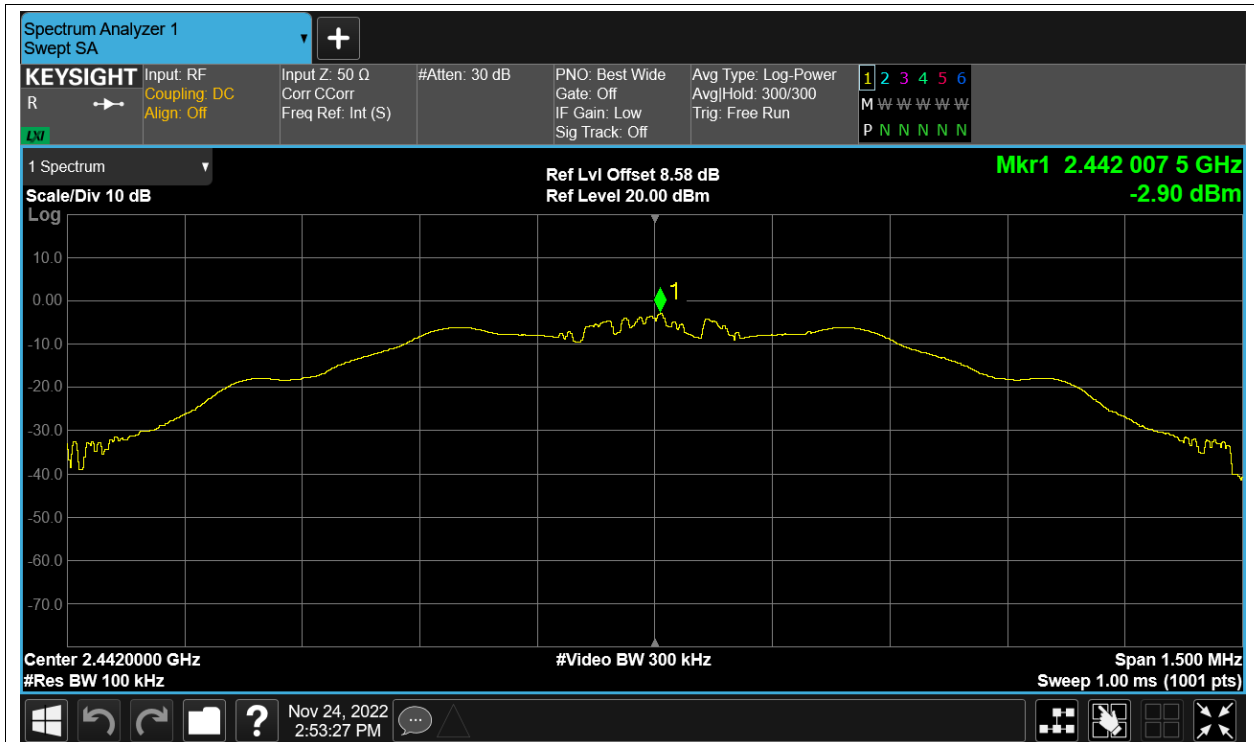 Spectrum Analyzer 1
Swept SA
KEYSIGHT
R
LXI
Input: RF
Coupling: DC
Align: Off
Input Z: 50 Ω
Corr CCorr
Freq Ref: Int (S)
#Atten: 30 dB
PNO: Best Wide
Gate: Off
IF Gain: Low
Sig Track: Off
Avg Type: Log-Power
Avg|Hold: 300/300
Trig: Free Run
1 2 3 4 5 6
M W W W W W
P N N N N N
1 Spectrum
Scale/Div 10 dB
Log
Ref Lvl Offset 8.58 dB
Ref Level 20.00 dBm
Mkr1 2.442 007 5 GHz
-2.90 dBm
10.0
0.00
1
-10.0
-20.0
-30.0
-40.0
-50.0
-60.0
-70.0
Center 2.4420000 GHz
#Res BW 100 kHz
#Video BW 300 kHz
Span 1.500 MHz
Sweep 1.00 ms (1001 pts)
?
Nov 24, 2022
2:53:27 PM